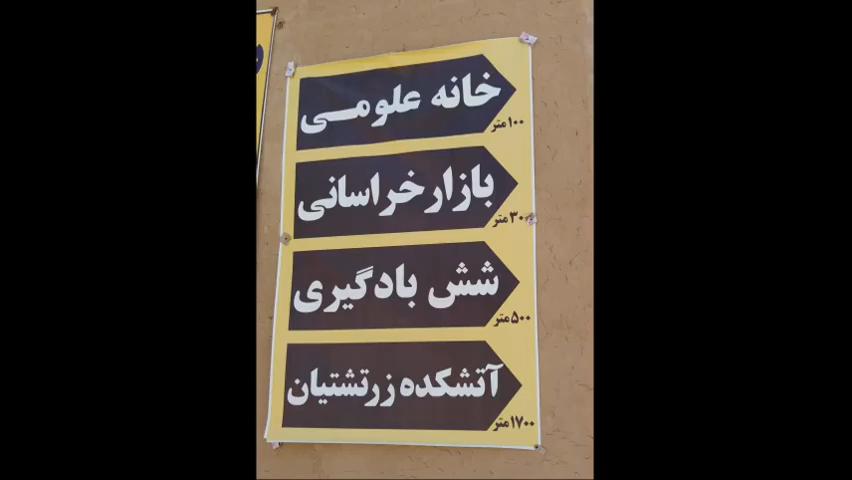 خانه علومی
۱۰۰ متر
بازار خراسانی
۳۰۰ متر
شش بادگیری
۵۰۰ متر
آتشکده زرتشتیان
۱۷۰۰ متر